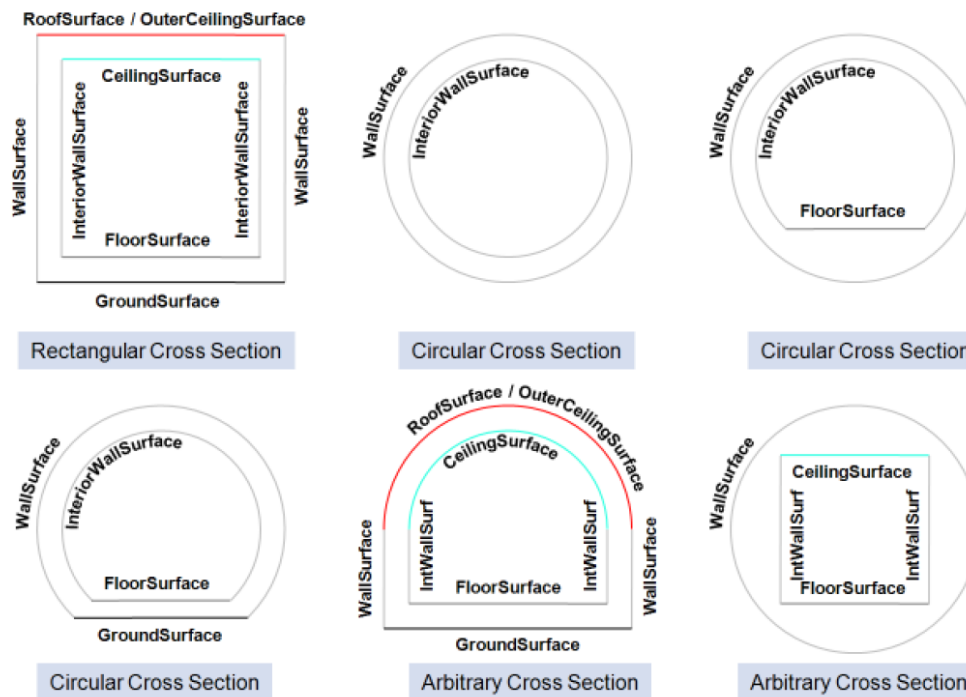 RoofSurface / OuterCeilingSurface
CeilingSurface
WallSurface
InteriorWallSurface
InteriorWallSurface
WallSurface
FloorSurface
GroundSurface
Rectangular Cross Section
WallSurface
InteriorWallSurface
Circular Cross Section
WallSurface
InteriorWallSurface
FloorSurface
Circular Cross Section
WallSurface
InteriorWallSurface
FloorSurface
GroundSurface
Circular Cross Section
RoofSurface / OuterCeilingSurface
CeilingSurface
WallSurface
IntWallSurf
IntWallSurf
WallSurface
FloorSurface
GroundSurface
Arbitrary Cross Section
WallSurface
CeilingSurface
IntWallSurf
IntWallSurf
FloorSurface
Arbitrary Cross Section